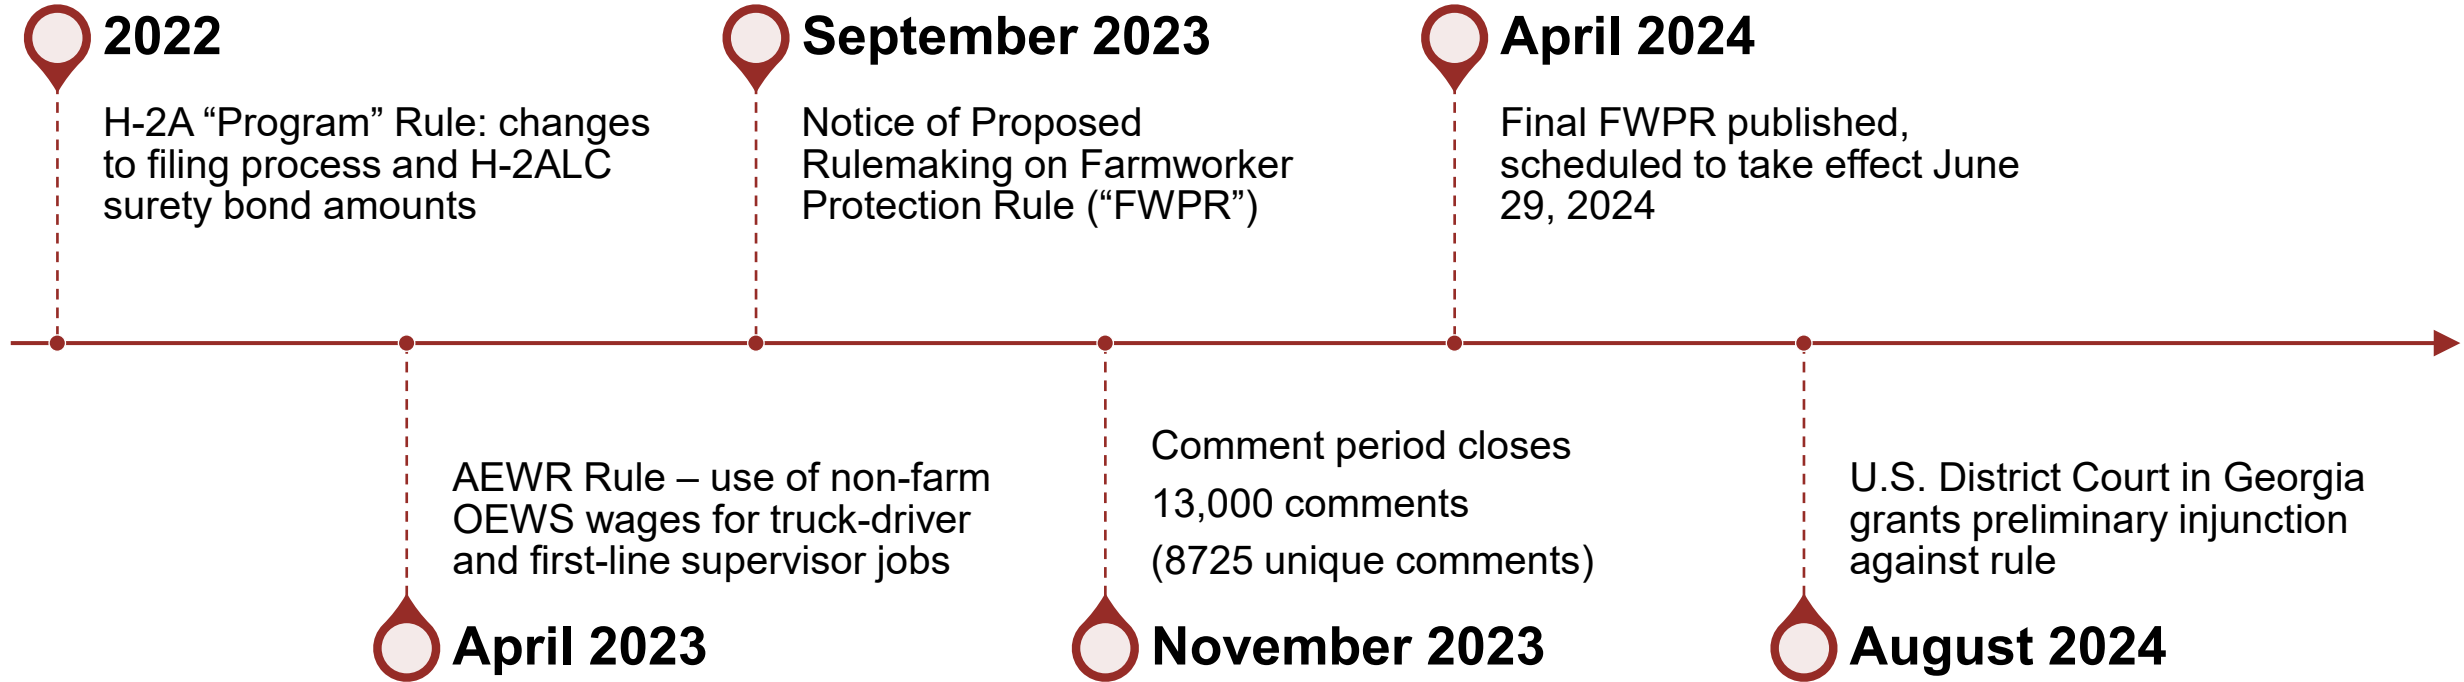 2022
H-2A “Program” Rule: changes
to filing process and H-2ALC
surety bond amounts
AEWR Rule – use of non-farm
OEWS wages for truck-driver
and first-line supervisor jobs
April 2023
September 2023
Notice of Proposed
Rulemaking on Farmworker
Protection Rule (“FWPR”)
Comment period closes
13,000 comments
(8725 unique comments)
November 2023
April 2024
Final FWPR published,
scheduled to take effect June
29, 2024
U.S. District Court in Georgia
grants preliminary injunction
against rule
August 2024